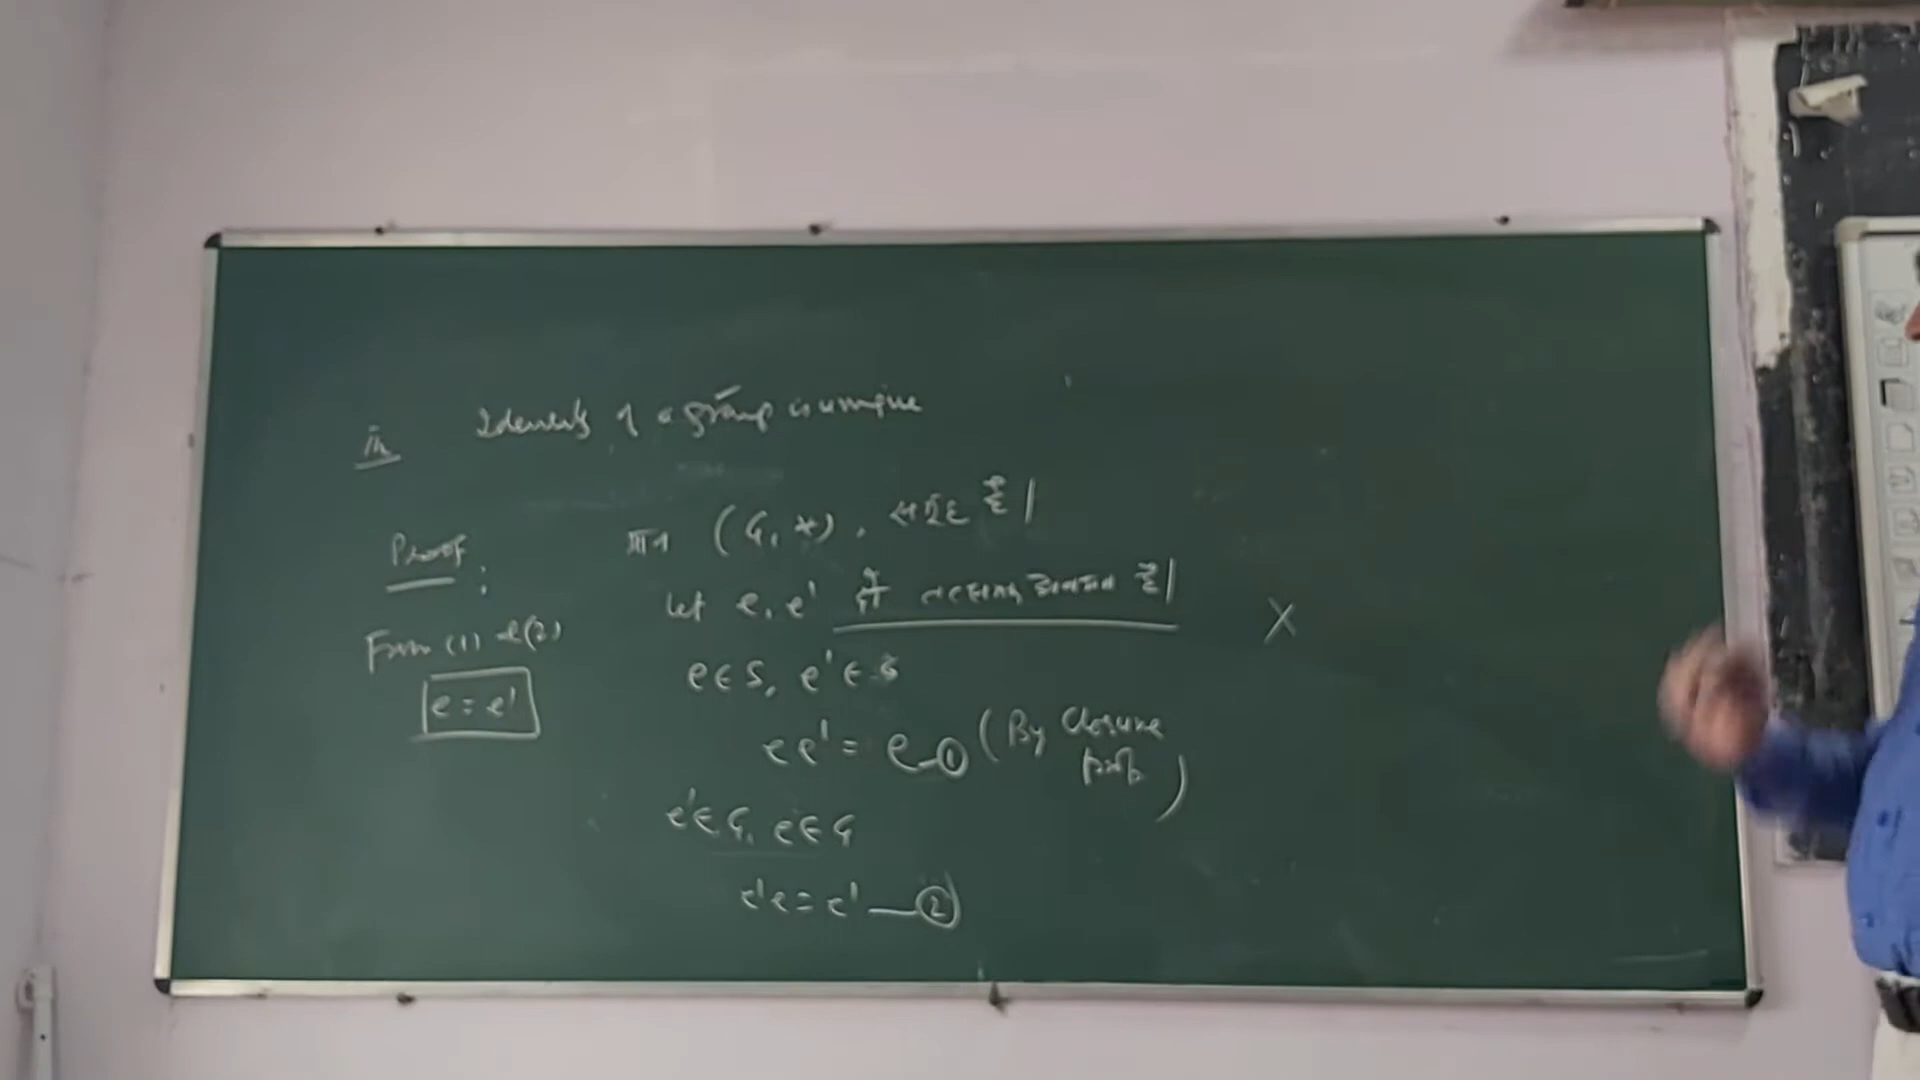 Identity of a group is unique
Proof :
मान (G, *), समूह है |
Let e, e' दो तत्समक अवयव है | X
e ∈ S, e' ∈ S
ee' = e —① (By closure prop)
e' ∈ G, e ∈ G
e'e = e' —②
From (1) & (2)
e = e'